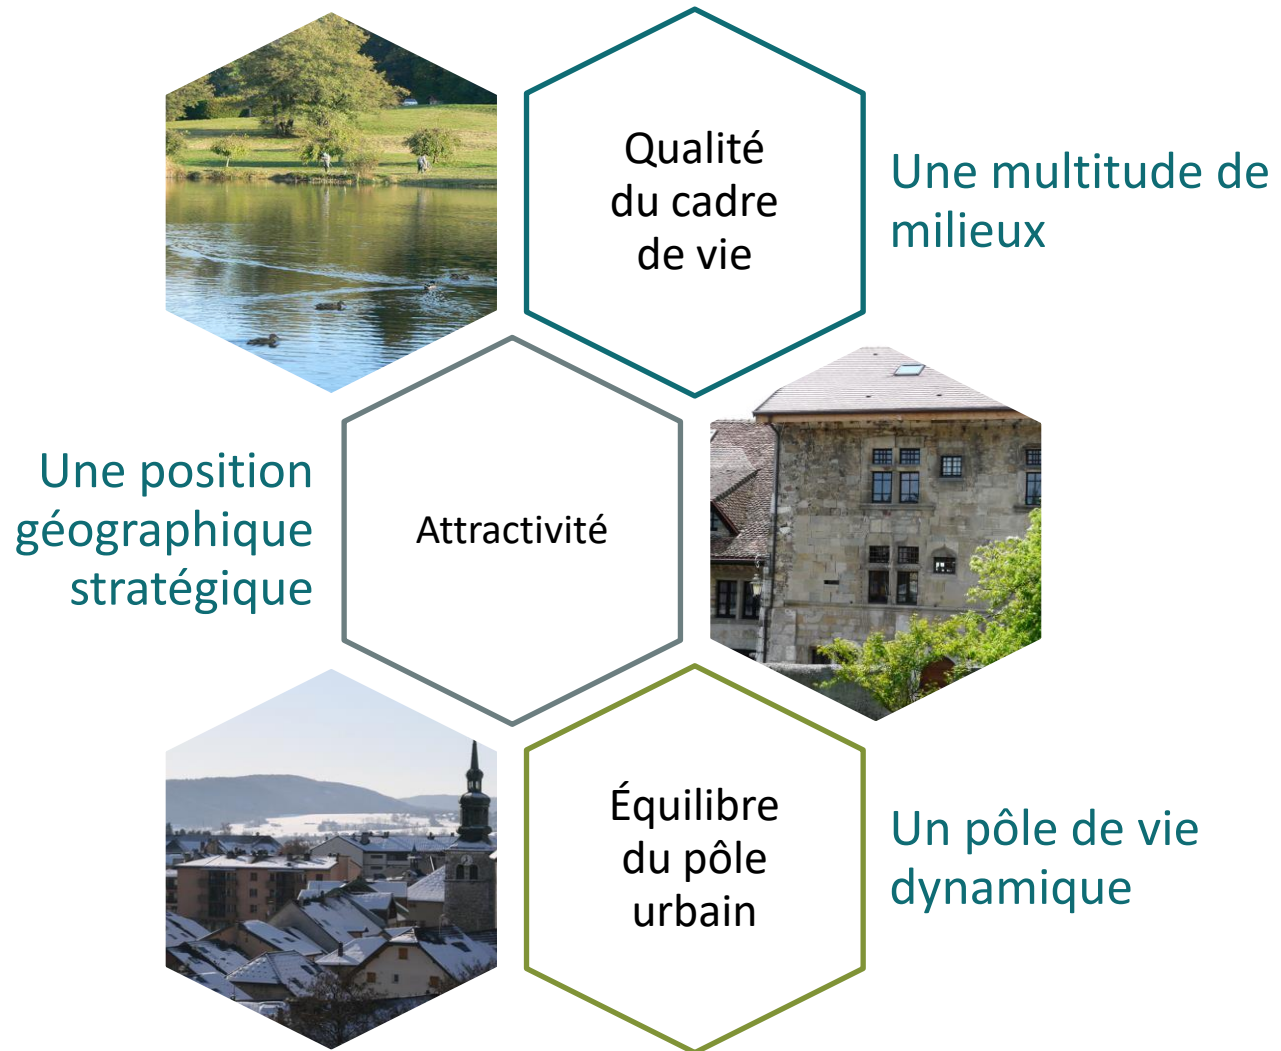 Qualité
du cadre
de vie
Une multitude de
milieux
Une position
géographique
stratégique
Attractivité
Équilibre
du pôle
urbain
Un pôle de vie
dynamique